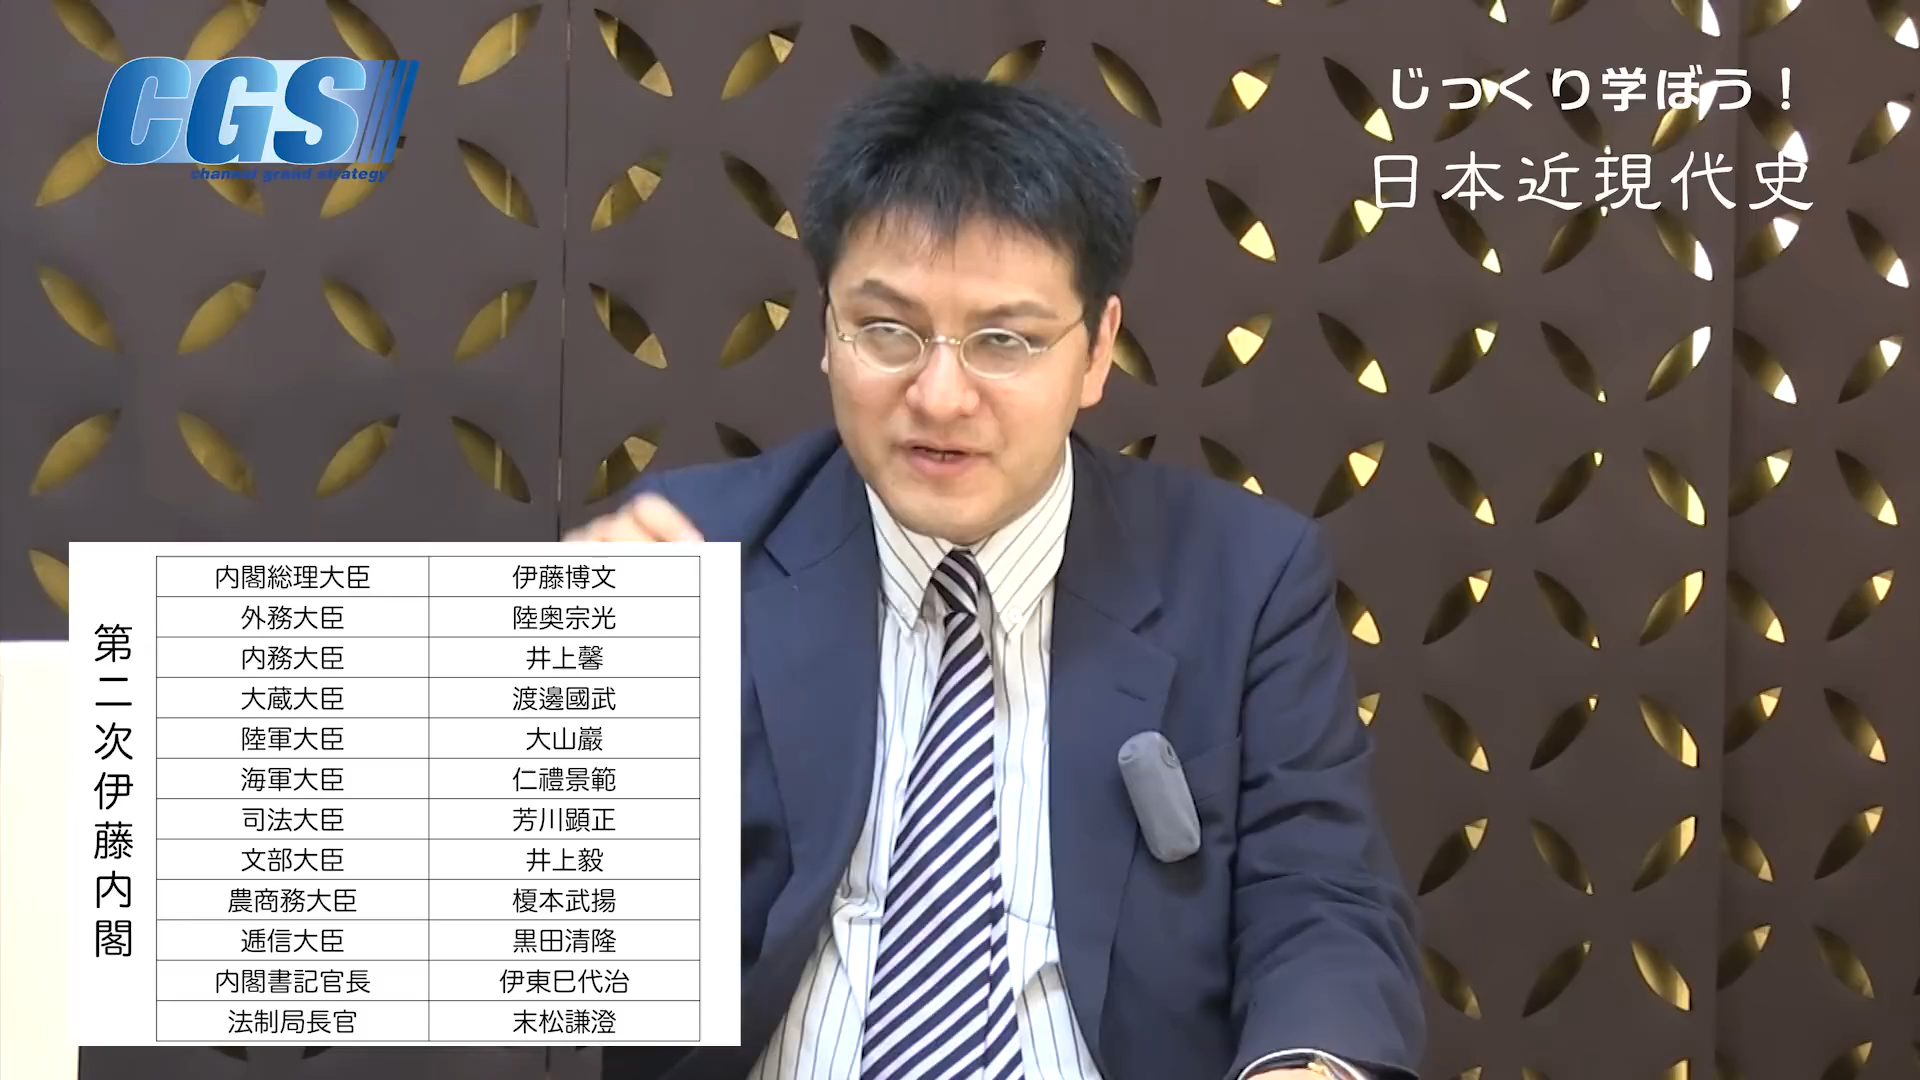 CGS
channel grand strategy
じっくり学ぼう！
日本近現代史
第二次伊藤内閣
内閣総理大臣 伊藤博文
外務大臣 陸奥宗光
内務大臣 井上馨
大蔵大臣 渡邊國武
陸軍大臣 大山巖
海軍大臣 仁禮景範
司法大臣 芳川顕正
文部大臣 井上毅
農商務大臣 榎本武揚
逓信大臣 黒田清隆
内閣書記官長 伊東巳代治
法制局長官 末松謙澄